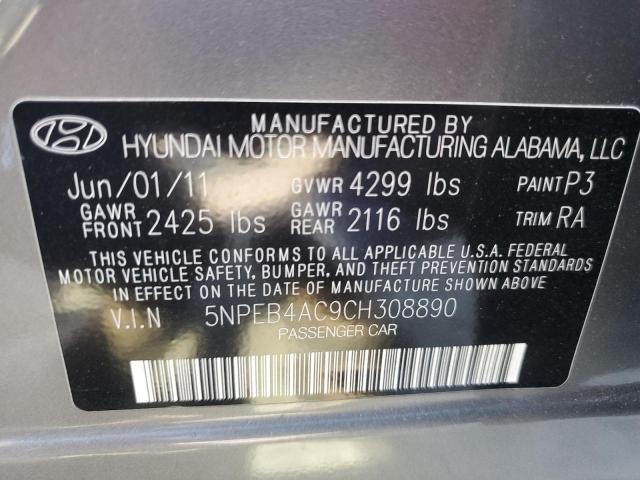 MANUFACTURED BY
HYUNDAI MOTOR MANUFACTURING ALABAMA, LLC
Jun/01/11 GVWR 4299 lbs PAINT P3
GAWR FRONT 2425 lbs GAWR REAR 2116 lbs TRIM RA
THIS VEHICLE CONFORMS TO ALL APPLICABLE U.S.A. FEDERAL
MOTOR VEHICLE SAFETY, BUMPER, AND THEFT PREVENTION STANDARDS
IN EFFECT ON THE DATE OF MANUFACTURE SHOWN ABOVE.
V.I.N 5NPEB4AC9CH308890
PASSENGER CAR